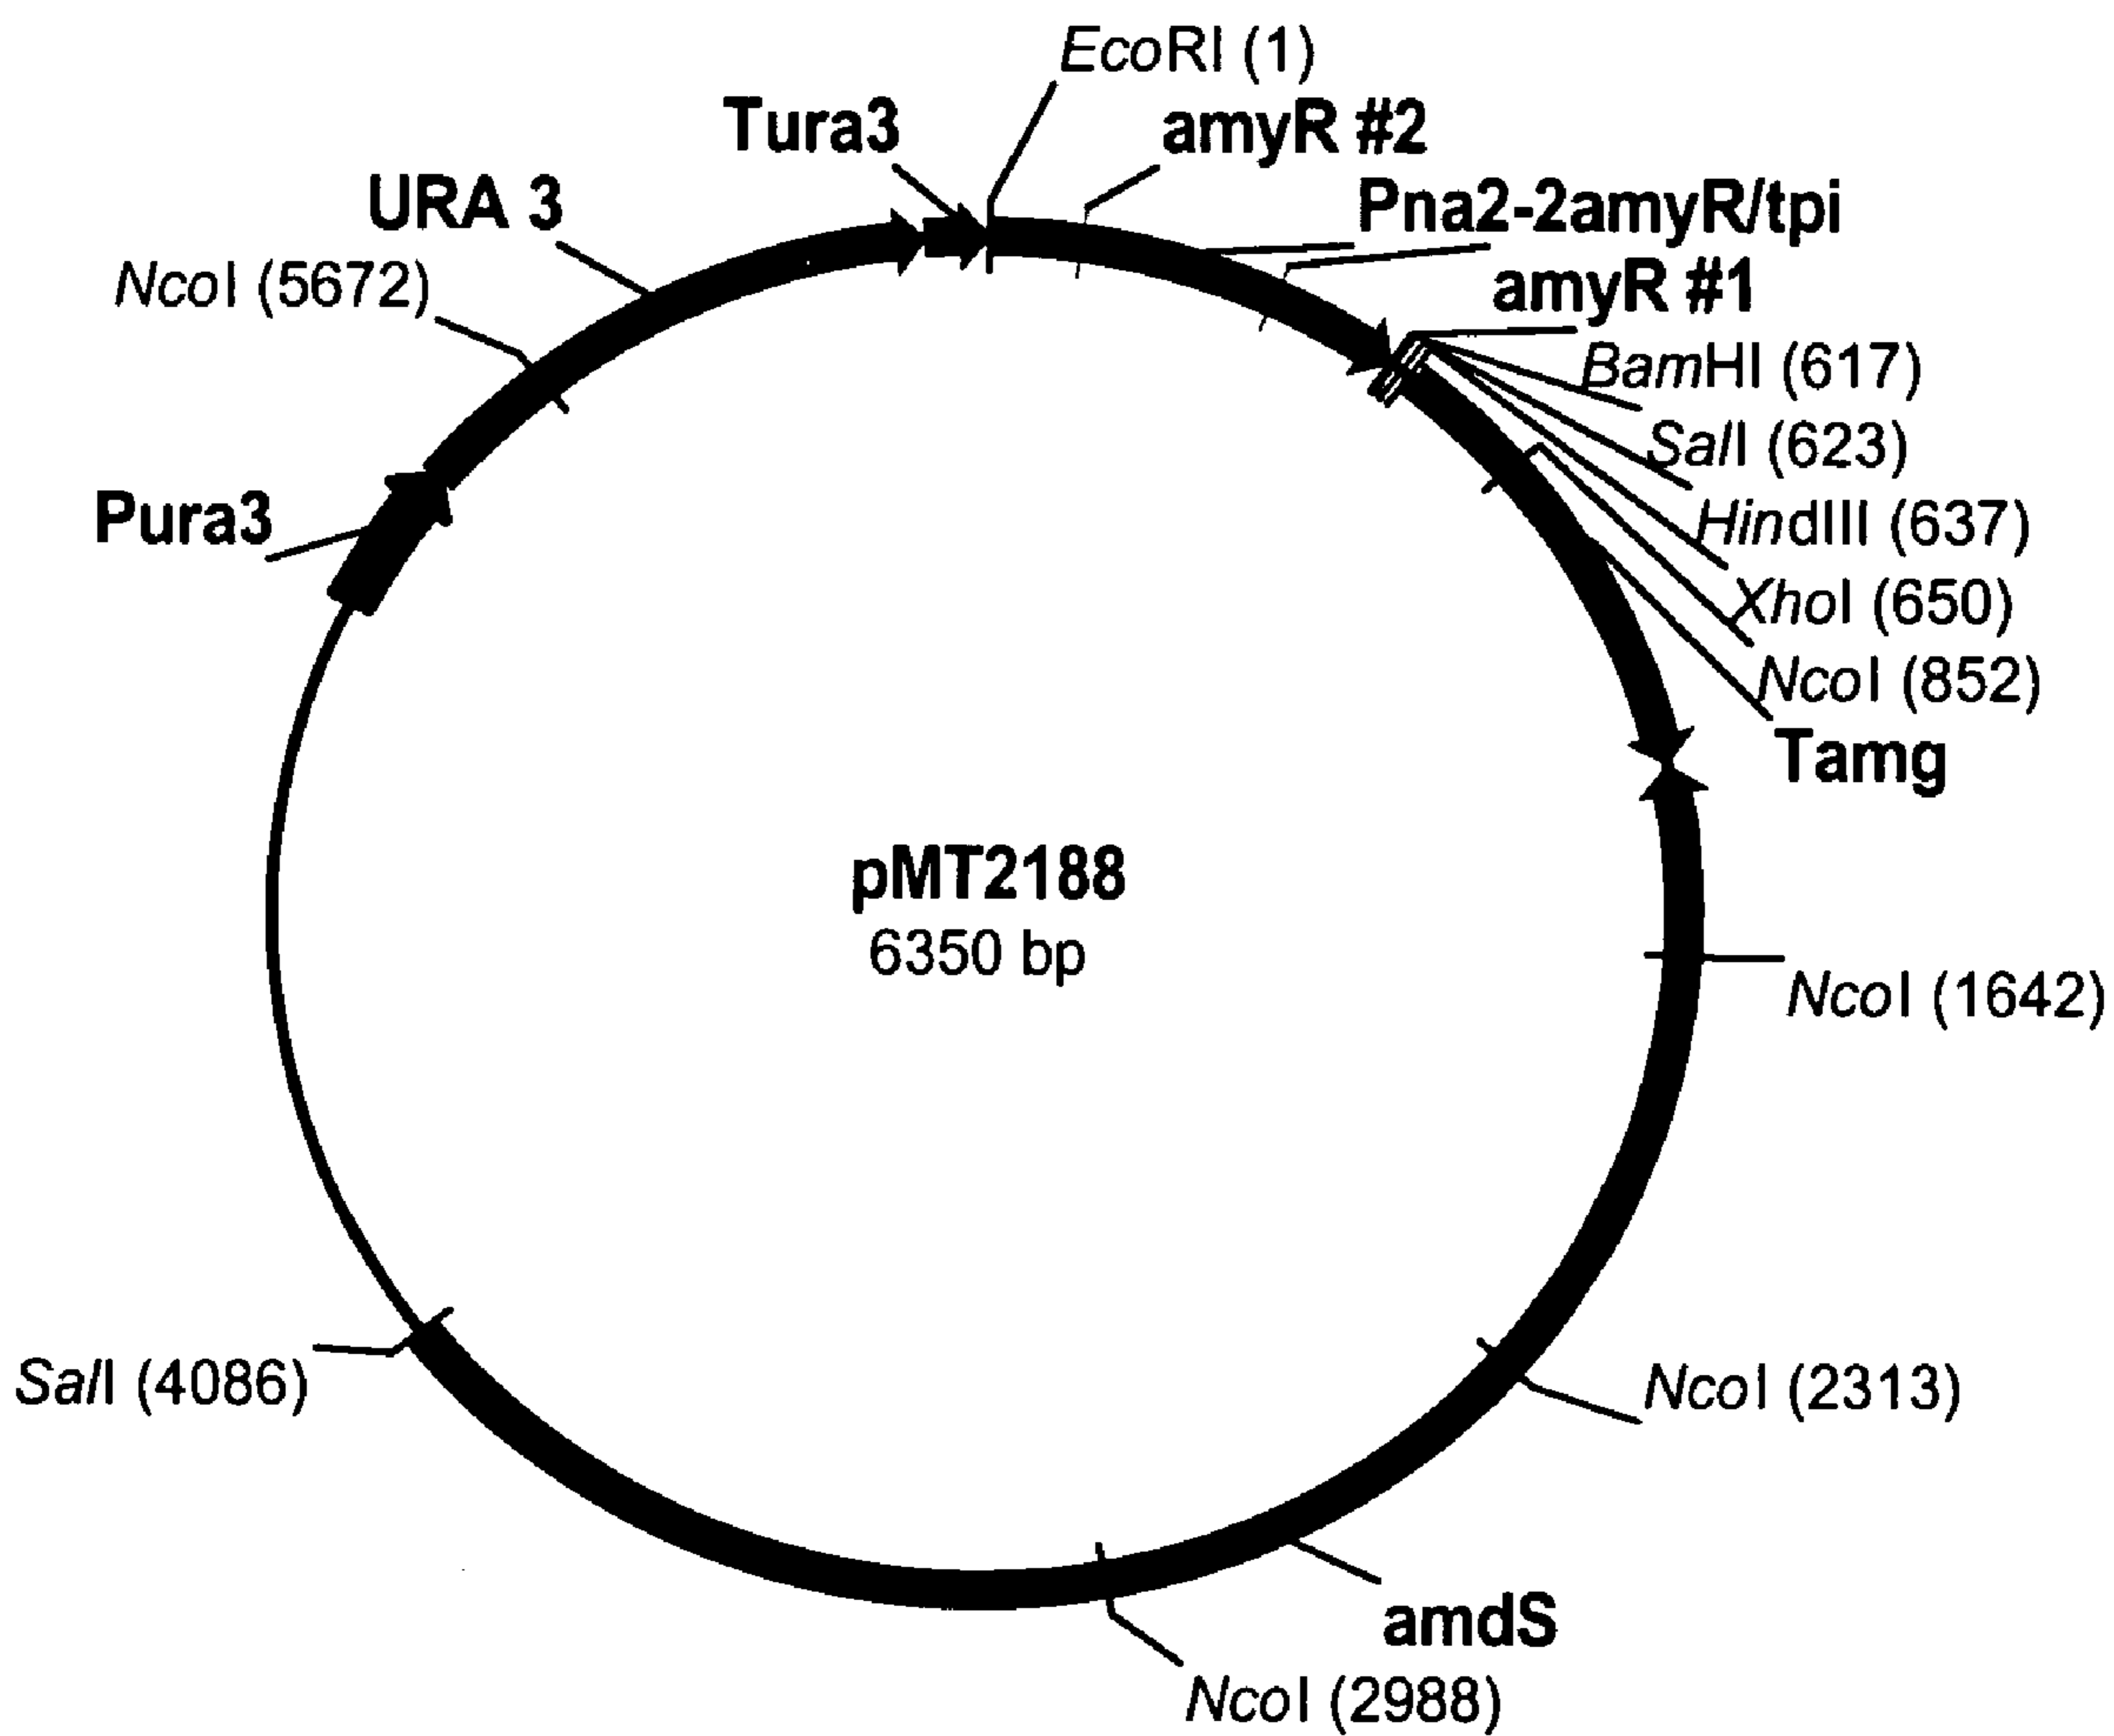 EcoRI (1)
Tura3
amyR #2
URA 3
Pna2-2amyR/tpi
NcoI (5672)
amyR #1
BamHI (617)
SalI (623)
Pura3
HindIII (637)
XhoI (650)
NcoI (852)
Tamg
pMT2188
6350 bp
NcoI (1642)
SalI (4086)
NcoI (2313)
amdS
NcoI (2988)